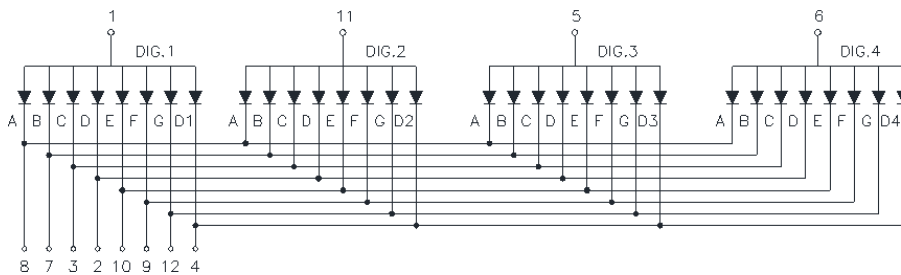 1 11 5 6
DIG.1 DIG.2 DIG.3 DIG.4
A B C D E F G D1 A B C D E F G D2 A B C D E F G D3 A B C D E F G D4
8 7 3 2 10 9 12 4